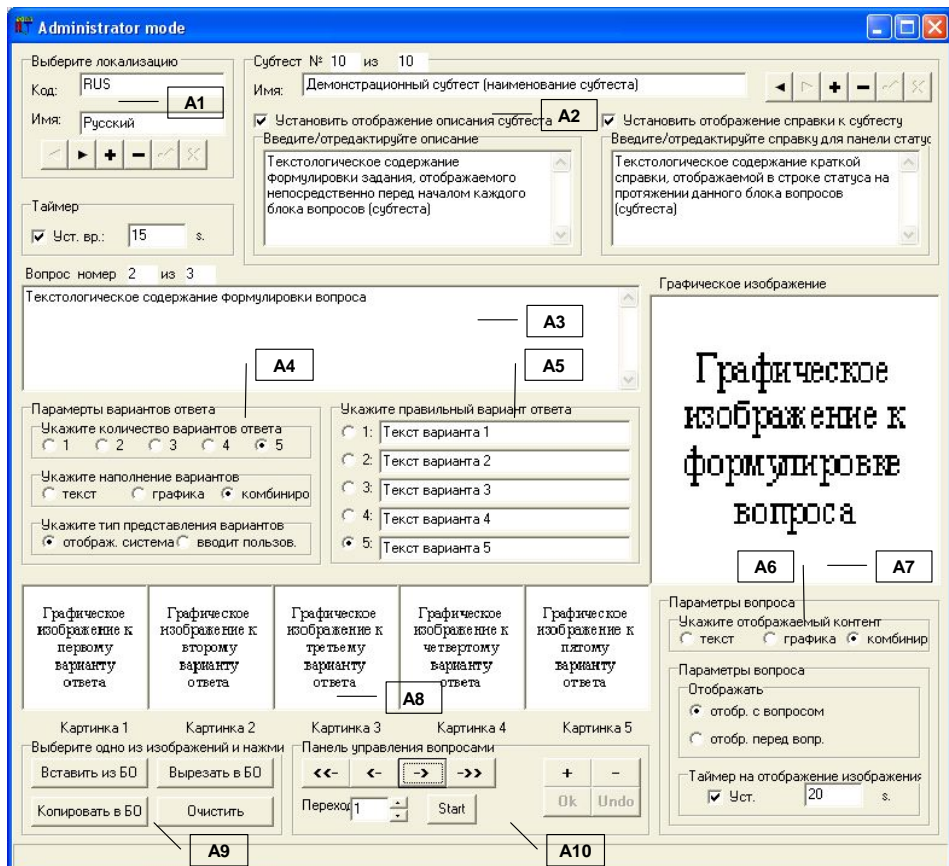 Administrator mode
Выберите локализацию
Код: RUS
A1
Имя: Русский
Субтест № 10 из 10
Имя: Демонстрационный субтест (наименование субтеста)
Установить отображение описания субтеста
A2
Установить отображение справки к субтесту
Введите/отредактируйте описание
Текстологическое содержание
формулировки задания, отображаемого
непосредственно перед началом каждого
блока вопросов (субтеста)
Введите/отредактируйте справку для панели статус
Текстологическое содержание краткой
справки, отображаемой в строке статуса на
протяжении данного блока вопросов
(субтеста)
Таймер
Уст. вр.: 15 s.
Вопрос номер 2 из 3
Текстологическое содержание формулировки вопроса
A3
A4
A5
Графическое изображение
Графическое
изображение к
формулировке
вопроса
A6
A7
Парамерты вариантов ответа
Укажите количество вариантов ответа
1 2 3 4 5
Укажите наполнение вариантов
текст графика комбиниро
Укажите тип представления вариантов
отображ. система вводит пользов.
Укажите правильный вариант ответа
1: Текст варианта 1
2: Текст варианта 2
3: Текст варианта 3
4: Текст варианта 4
5: Текст варианта 5
Графическое
изображение к
первому
варианту
ответа
Графическое
изображение к
второму
варианту
ответа
Графическое
изображение к
третьему
варианту
ответа
Графическое
изображение к
четвертому
варианту
ответа
Графическое
изображение к
пятому
варианту
ответа
A8
Картинка 1 Картинка 2 Картинка 3 Картинка 4 Картинка 5
Параметры вопроса
Укажите отображаемый контент
текст графика комбинир
Параметры вопроса
Отображать
отобр. с вопросом
отобр. перед вопр.
Таймер на отображение изображения
Уст. 20 s.
Выберите одно из изображений и нажми
Вставить из БО Вырезать в БО
Копировать в БО Очистить
A9
Панель управления вопросами
<<- <- -> ->> + -
Переход 1 Start Ok Undo
A10